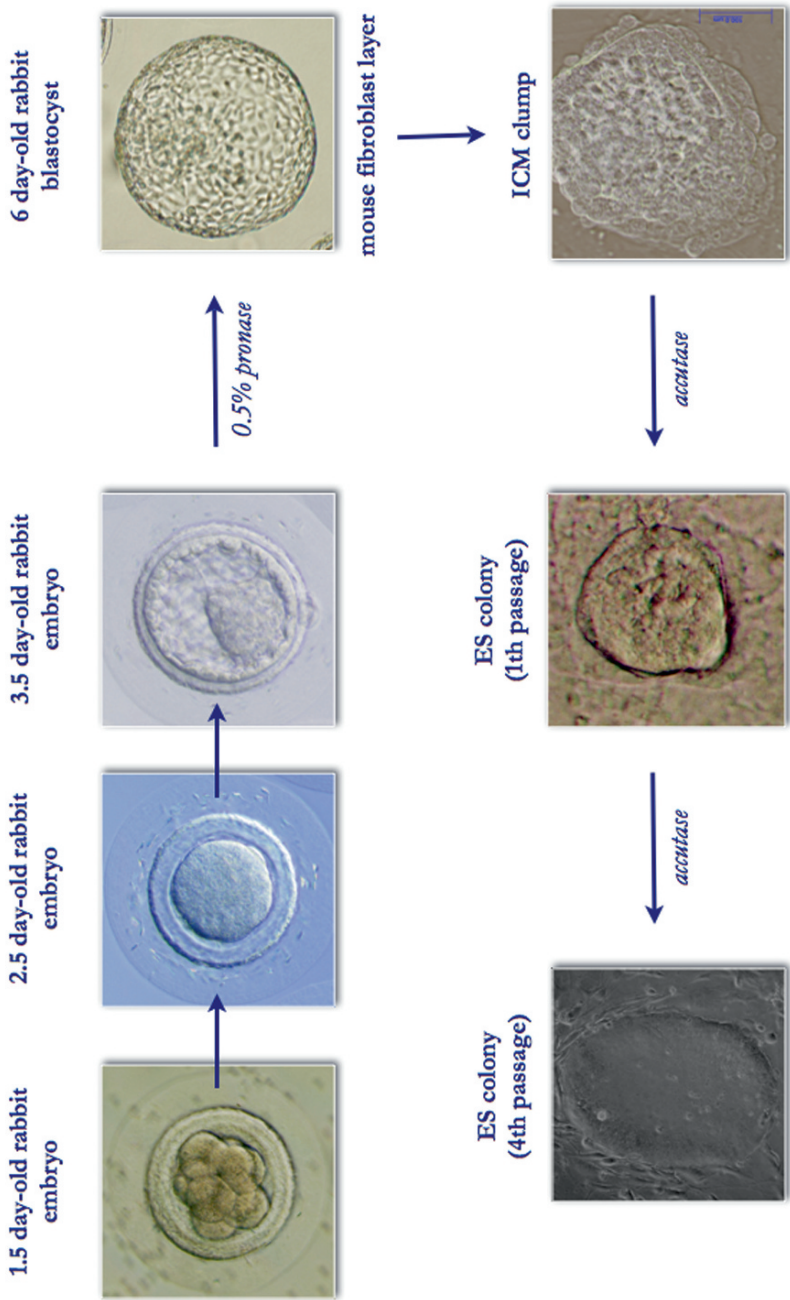 1.5 day-old rabbit
embryo
2.5 day-old rabbit
embryo
3.5 day-old rabbit
embryo
0.5% pronase
6 day-old rabbit
blastocyst
mouse fibroblast layer
ICM clump
accutase
ES colony
(1th passage)
accutase
ES colony
(4th passage)